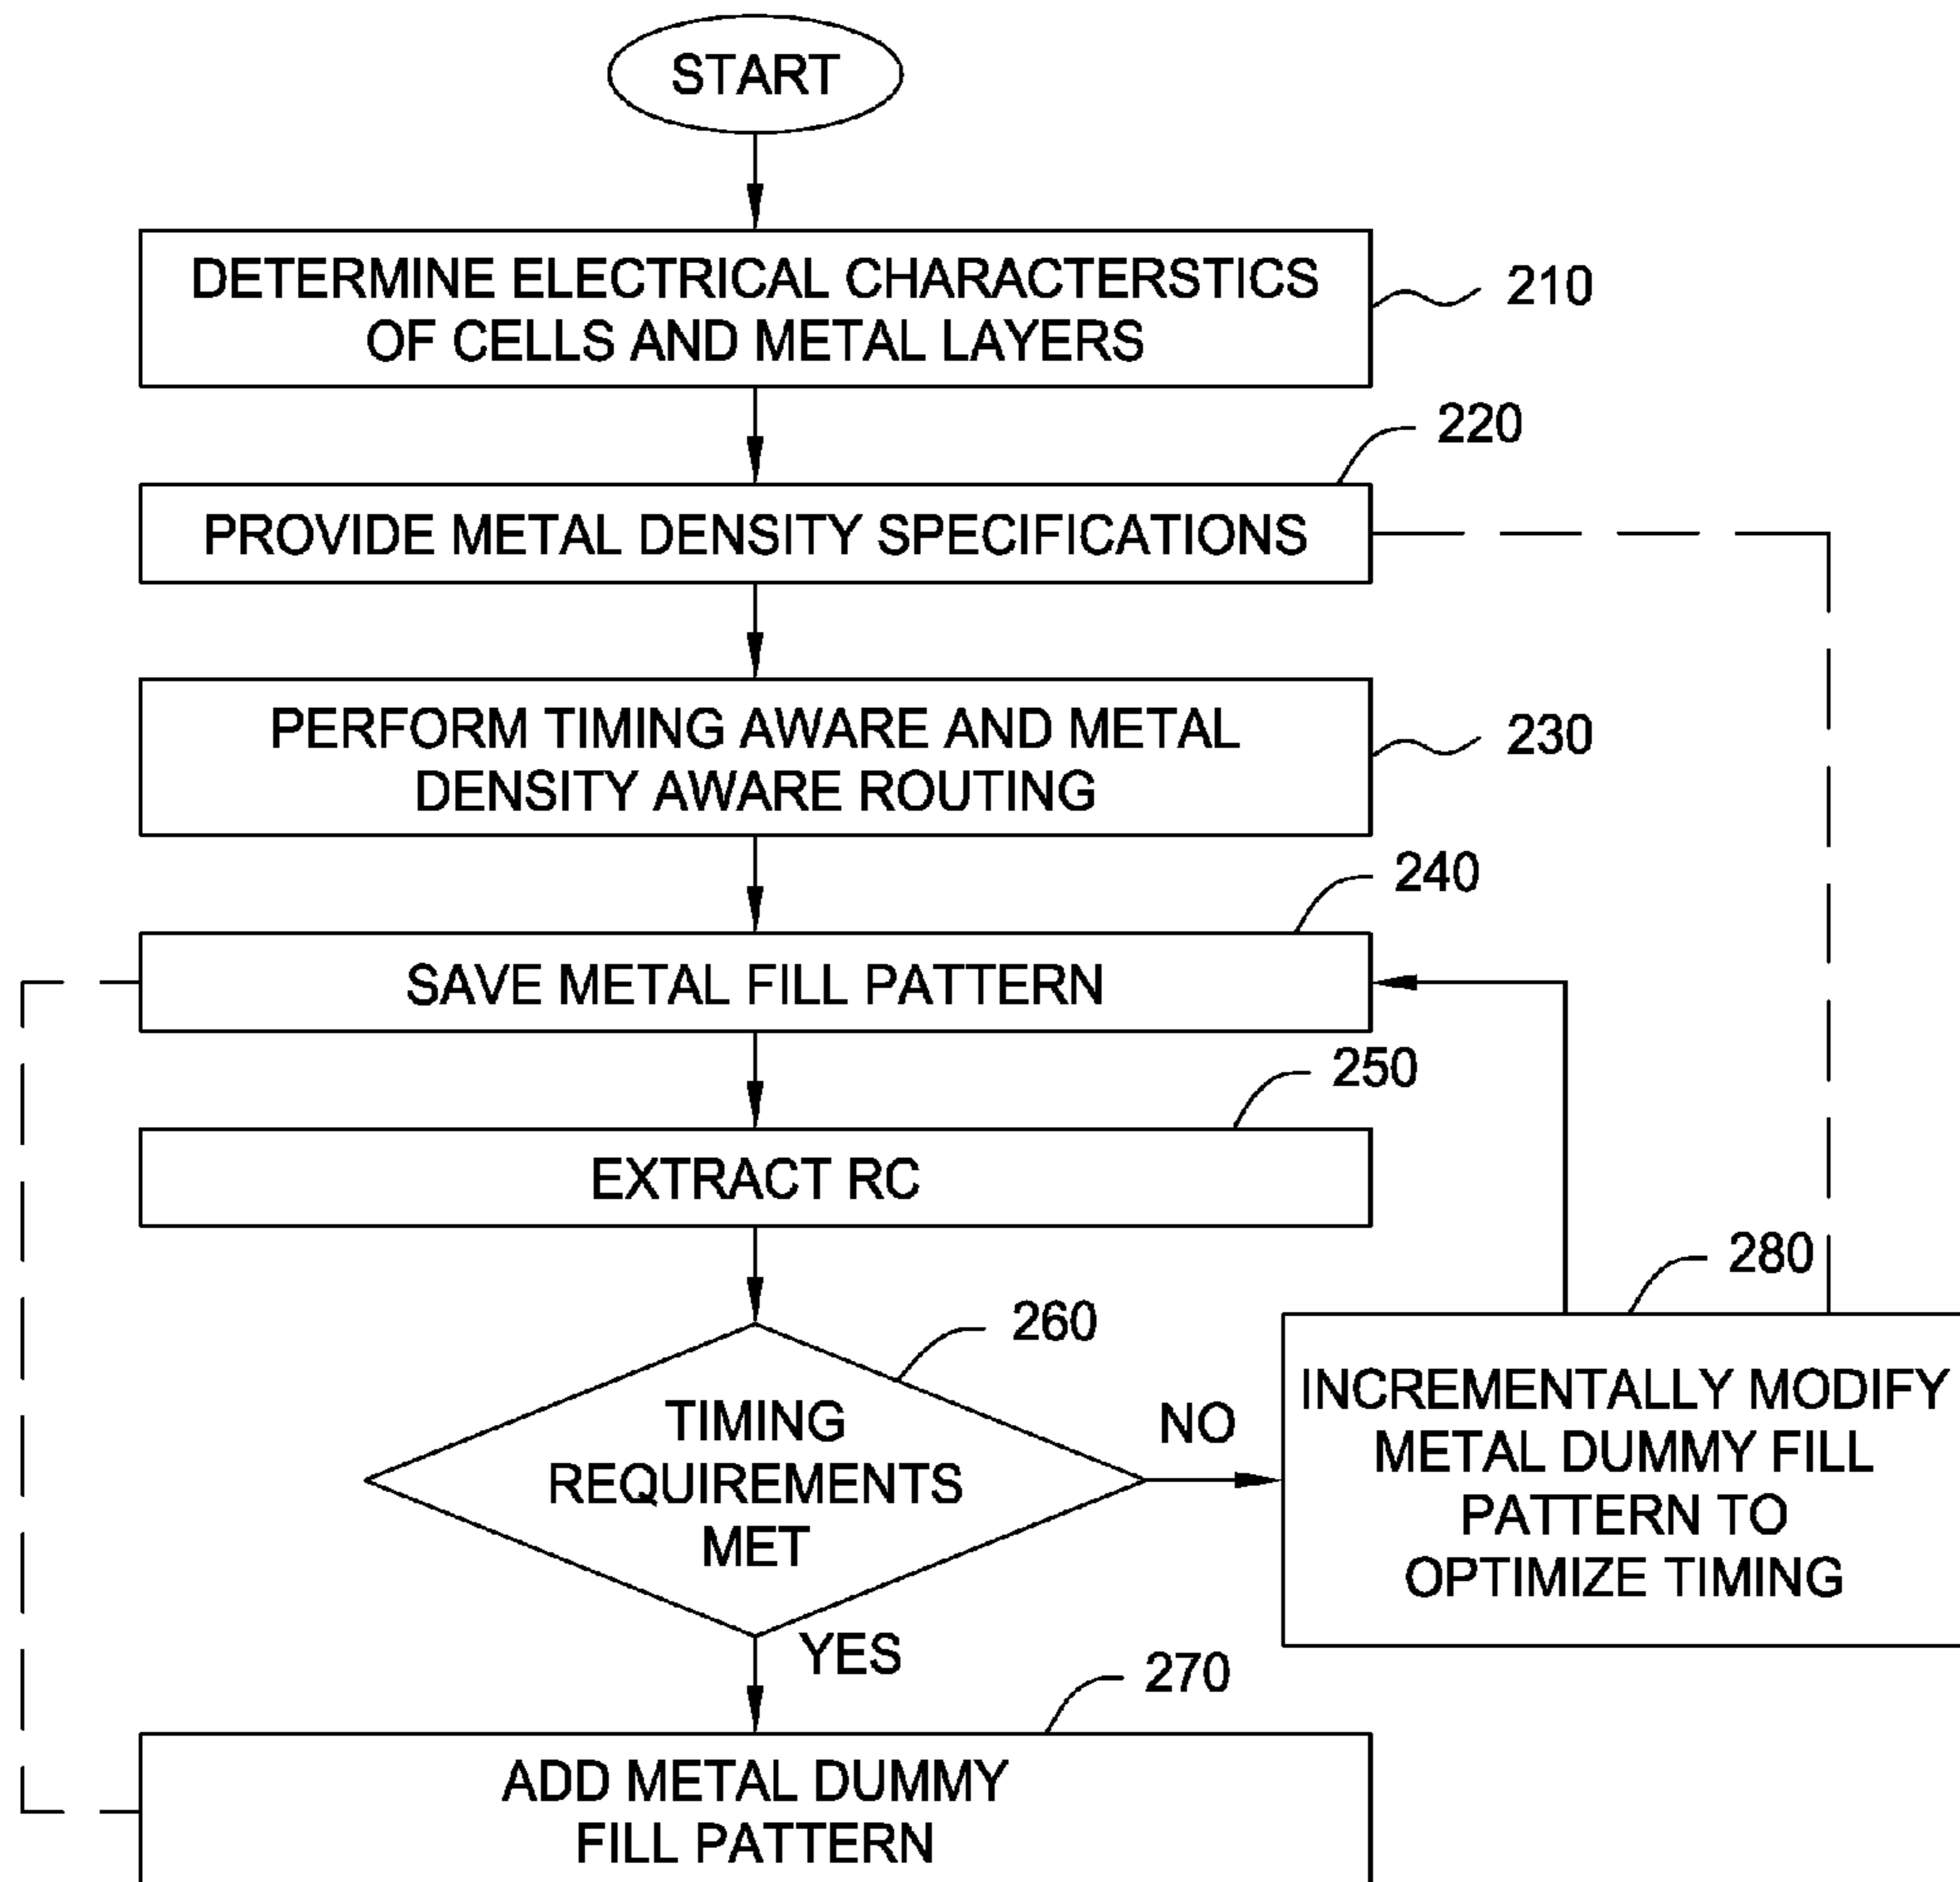 START
DETERMINE ELECTRICAL CHARACTERSTICS
OF CELLS AND METAL LAYERS
210
220
PROVIDE METAL DENSITY SPECIFICATIONS
PERFORM TIMING AWARE AND METAL
DENSITY AWARE ROUTING
230
240
SAVE METAL FILL PATTERN
250
EXTRACT RC
260
TIMING
REQUIREMENTS
MET
NO
280
INCREMENTALLY MODIFY
METAL DUMMY FILL
PATTERN TO
OPTIMIZE TIMING
YES
270
ADD METAL DUMMY
FILL PATTERN